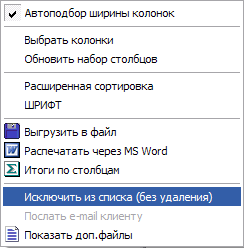 Автоподбор ширины колонок
Выбрать колонки
Обновить набор столбцов
Расширенная сортировка
ШРИФТ
Выгрузить в файл
Распечатать через MS Word
Итоги по столбцам
Исключить из списка (без удаления)
Послать e-mail клиенту
Показать доп.файлы